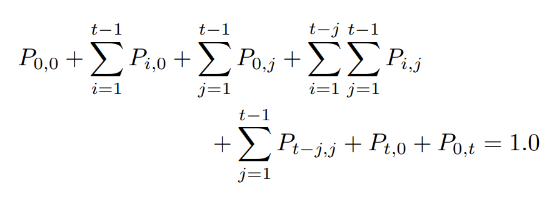 P_{0,0} + \sum_{i=1}^{t-1} P_{i,0} + \sum_{j=1}^{t-1} P_{0,j} + \sum_{i=1}^{t-j} \sum_{j=1}^{t-1} P_{i,j}
+ \sum_{j=1}^{t-1} P_{t-j,j} + P_{t,0} + P_{0,t} = 1.0